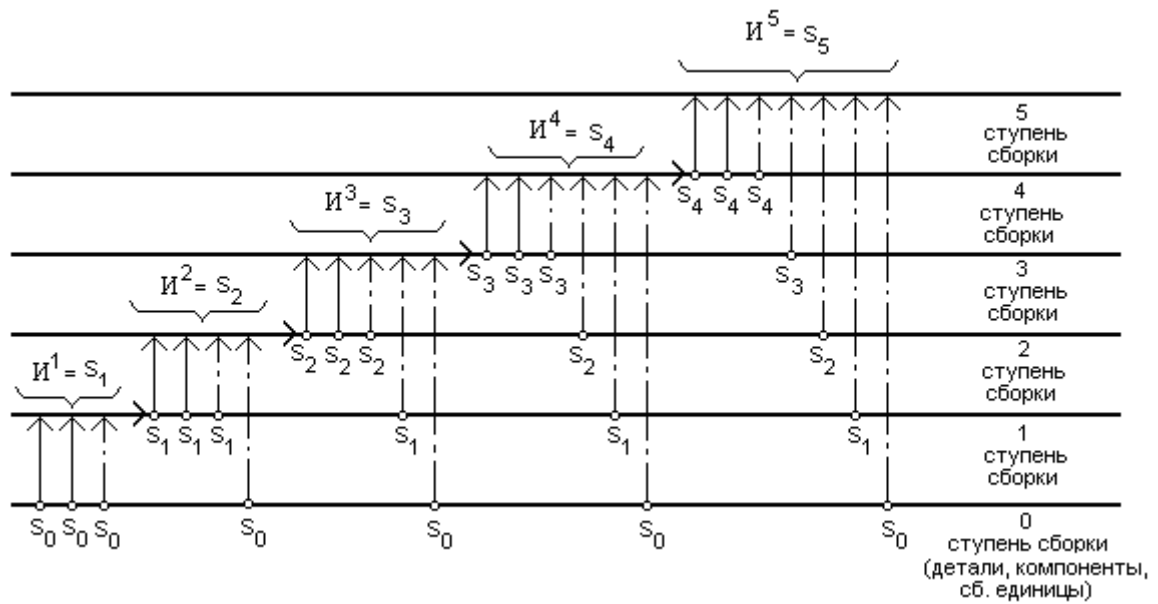 И⁵ = S₅
5
ступень
сборки
И⁴ = S₄
S₄ S₄ S₄
4
ступень
сборки
И³ = S₃
S₃ S₃ S₃
S₃
3
ступень
сборки
И² = S₂
S₂ S₂ S₂
S₂
S₂
2
ступень
сборки
И¹ = S₁
S₁ S₁ S₁
S₁
S₁
S₁
1
ступень
сборки
S₀ S₀ S₀
S₀
S₀
S₀
S₀
0
ступень сборки
(детали, компоненты,
сб. единицы)